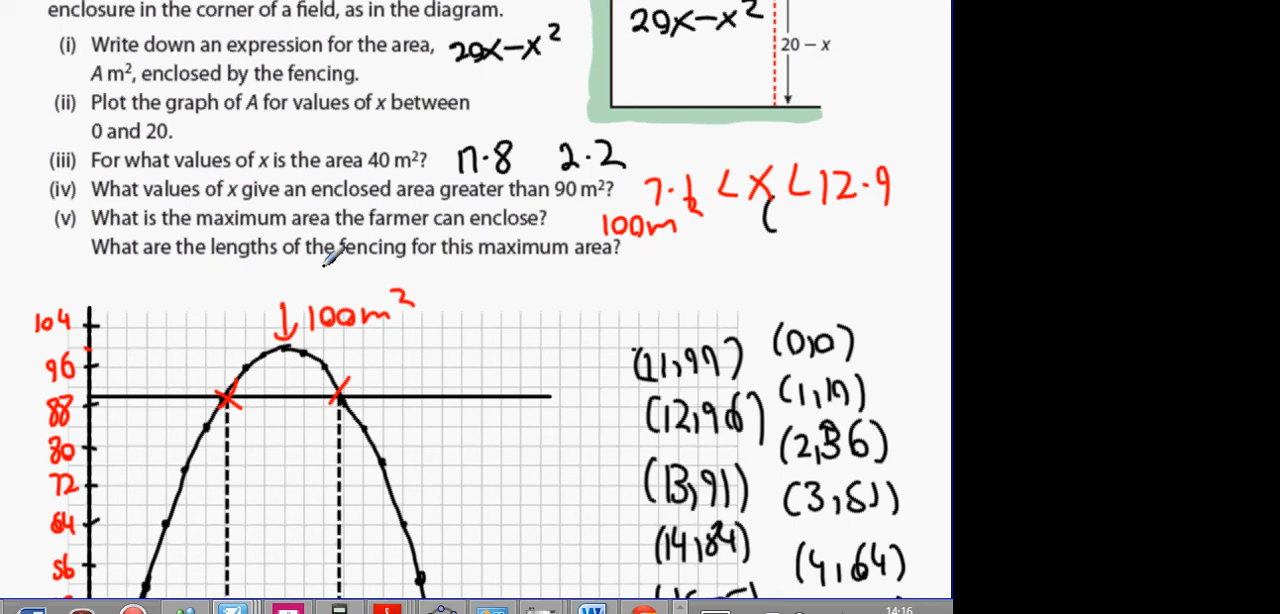 enclosure in the corner of a field, as in the diagram.
(i) Write down an expression for the area, 20x-x²
A m², enclosed by the fencing.
(ii) Plot the graph of A for values of x between
0 and 20.
(iii) For what values of x is the area 40 m²? 17.8 2.2
(iv) What values of x give an enclosed area greater than 90 m²?
< x < 12.9
(v) What is the maximum area the farmer can enclose? 100m²
What are the lengths of the fencing for this maximum area?
20x-x²
20 – x
100m²
104
96
80
72
64
56
(11,99)
(12,96)
(13,91)
(14,84)
(0,0)
(1,19)
(2,36)
(3,51)
(4,64)
14:16